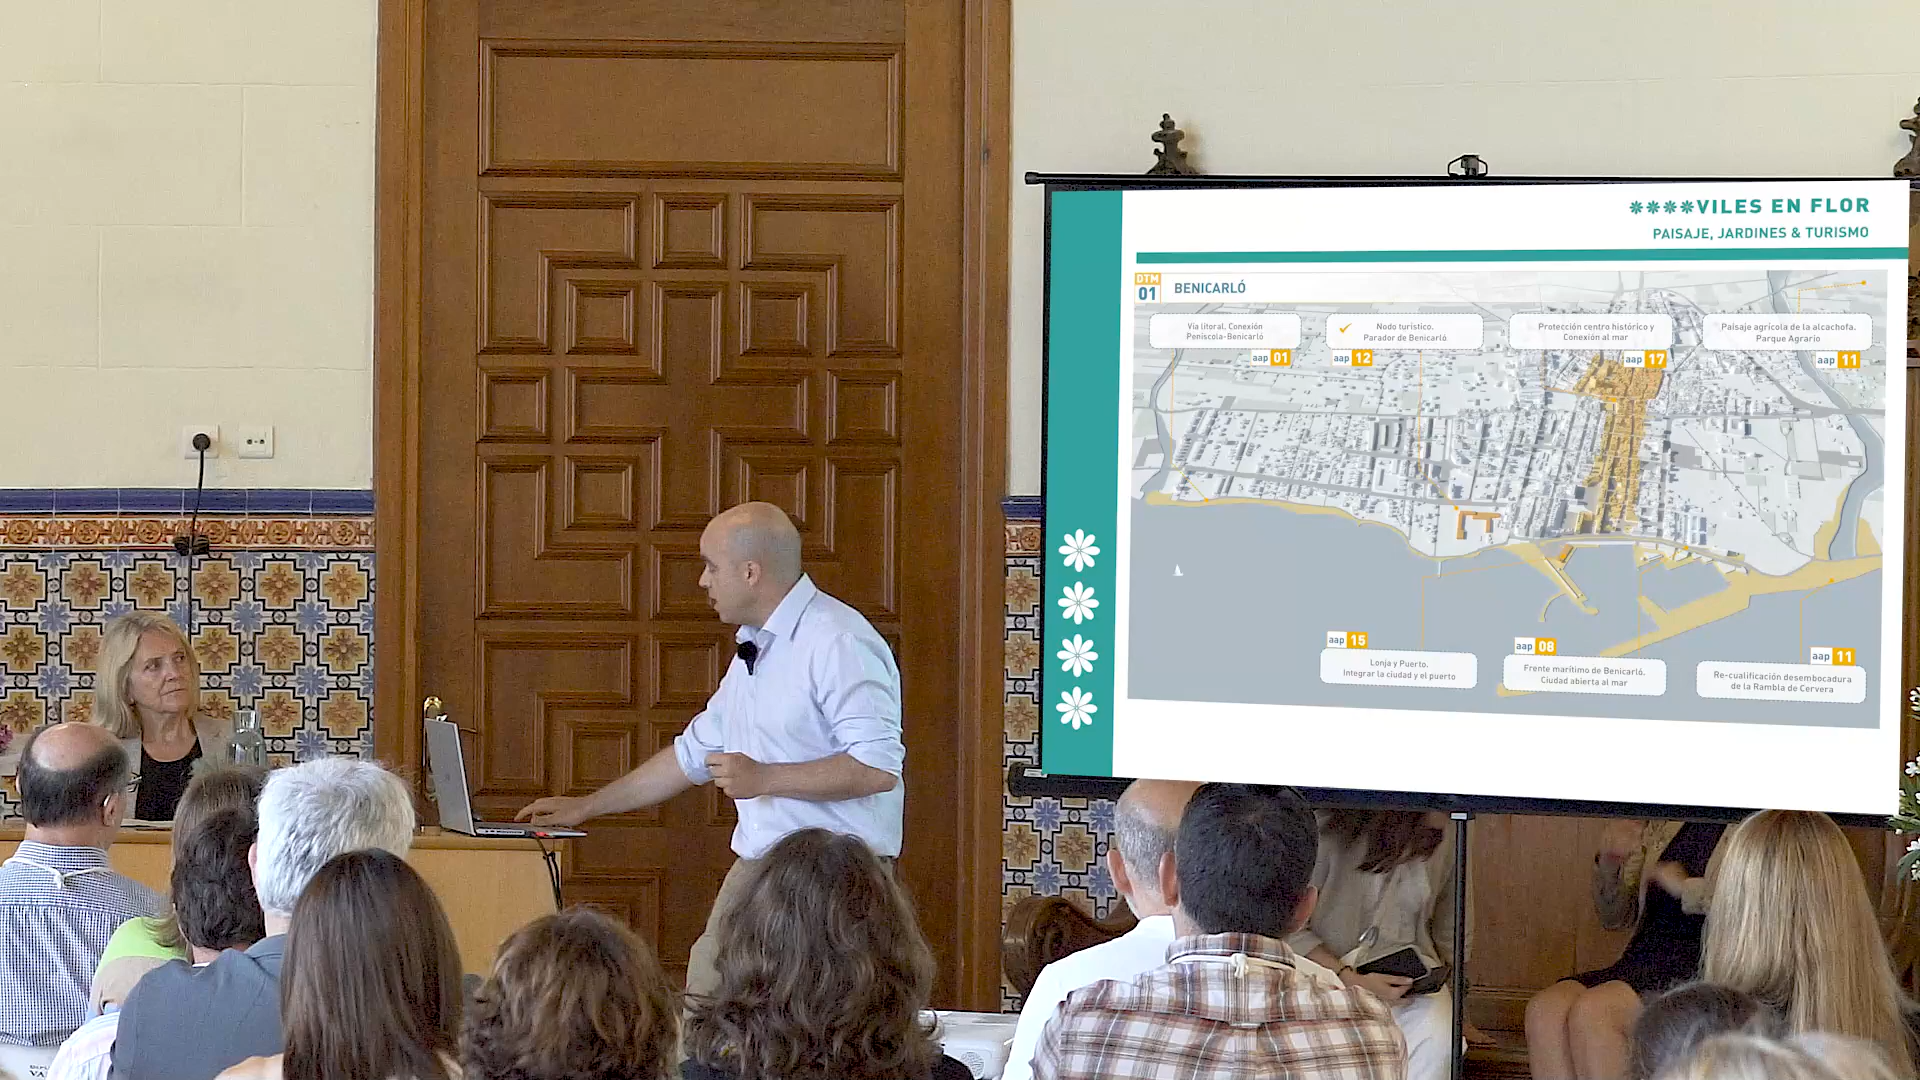 ****VILES EN FLOR
PAISAJE, JARDINES & TURISMO
DTM
01
BENICARLÓ
Vía litoral. Conexión
Peníscola-Benicarló
aap 01
Nodo turístico.
Parador de Benicarló
aap 12
Protección centro histórico y
Conexión al mar
aap 17
Paisaje agrícola de la alcachofa.
Parque Agrario
aap 11
aap 15
Lonja y Puerto.
Integrar la ciudad y el puerto
aap 08
Frente marítimo de Benicarló.
Ciudad abierta al mar
aap 11
Re-cualificación desembocadura
de la Rambla de Cervera